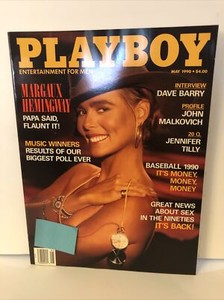 PLAYBOY
ENTERTAINMENT FOR MEN
MAY 1990 • $4.00
MARGAUX
HEMINGWAY
PAPA SAID,
FLAUNT IT!
MUSIC WINNERS
RESULTS OF OUR
BIGGEST POLL EVER
INTERVIEW
DAVE BARRY
PROFILE
JOHN
MALKOVICH
20 Q.
JENNIFER
TILLY
BASEBALL 1990
IT'S MONEY,
MONEY,
MONEY
GREAT NEWS
ABOUT SEX
IN THE NINETIES
IT'S BACK!